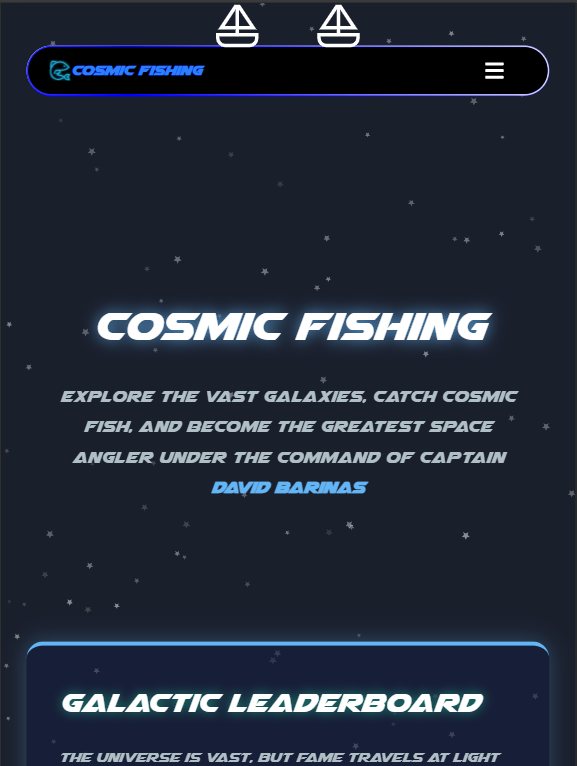 COSMIC FISHING
COSMIC FISHING
EXPLORE THE VAST GALAXIES, CATCH COSMIC
FISH, AND BECOME THE GREATEST SPACE
ANGLER UNDER THE COMMAND OF CAPTAIN
DAVID BARINAS
GALACTIC LEADERBOARD
THE UNIVERSE IS VAST, BUT FAME TRAVELS AT LIGHT